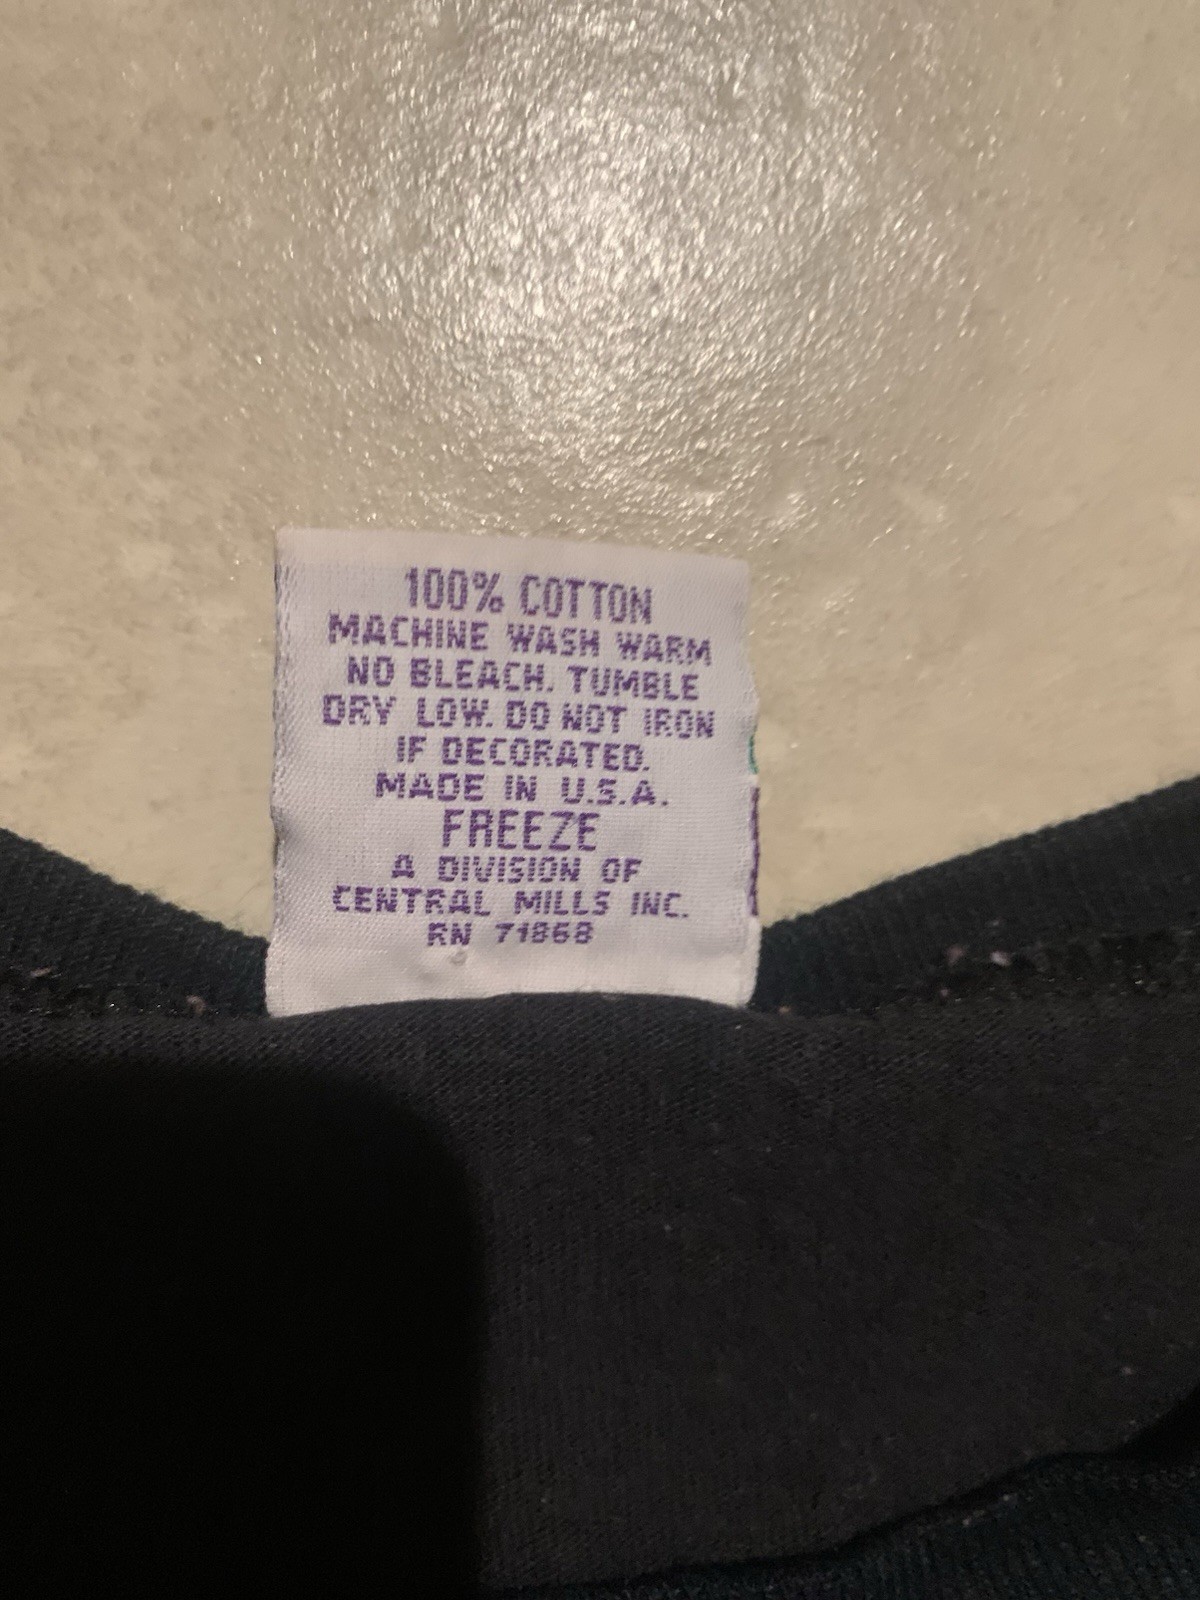 100% COTTON
MACHINE WASH WARM
NO BLEACH. TUMBLE
DRY LOW. DO NOT IRON
IF DECORATED.
MADE IN U.S.A.
FREEZE
A DIVISION OF
CENTRAL MILLS INC.
RN 71868